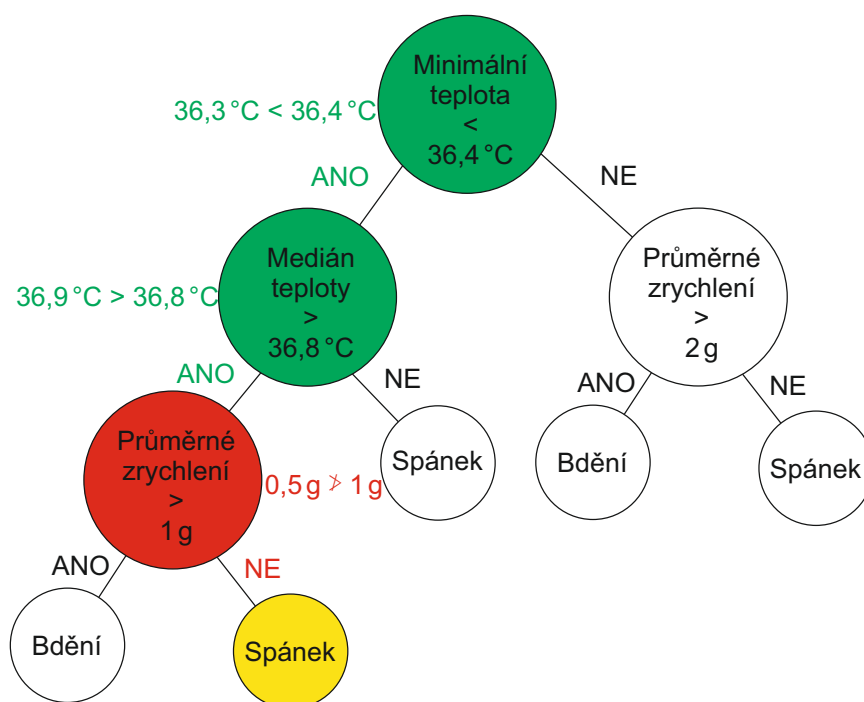 Minimální
teplota
<
36,4 °C
36,3 °C < 36,4 °C
ANO
NE
Medián
teploty
>
36,8 °C
36,9 °C > 36,8 °C
Průměrné
zrychlení
>
2 g
ANO
NE
ANO
NE
Průměrné
zrychlení
>
1 g
0,5 g ≯ 1 g
Spánek
Bdění
Spánek
ANO
NE
Bdění
Spánek